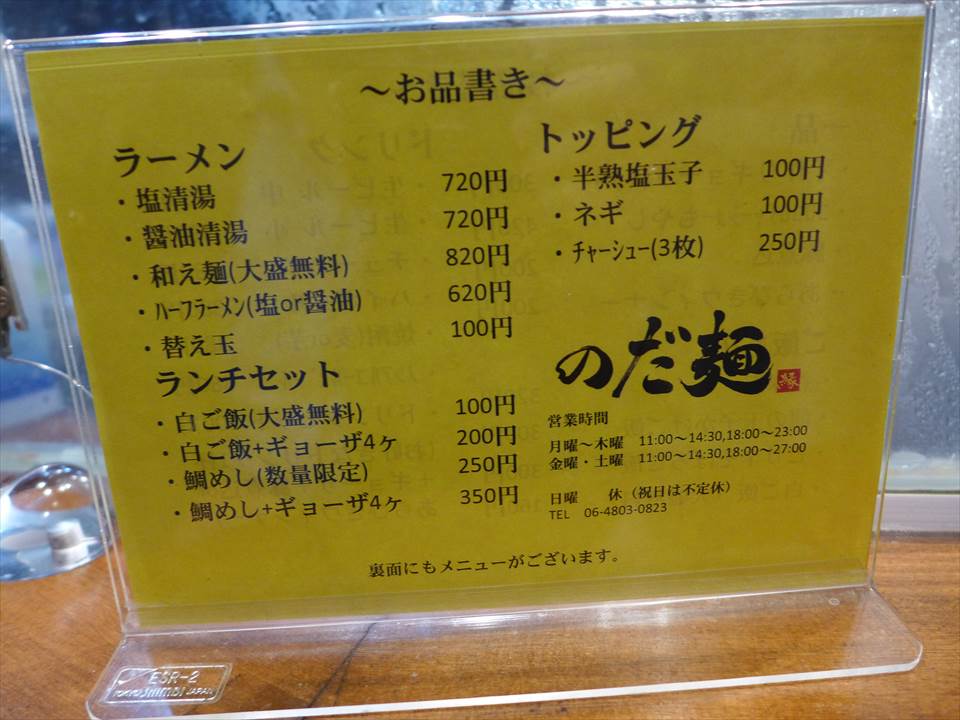 ～お品書き～
ラーメン
・塩清湯 720円
・醤油清湯 720円
・和え麺(大盛無料) 820円
・ﾊｰﾌラーメン(塩or醤油) 620円
・替え玉 100円
ランチセット
・白ご飯(大盛無料) 100円
・白ご飯+ギョーザ4ヶ 200円
・鯛めし(数量限定) 250円
・鯛めし+ギョーザ4ヶ 350円
トッピング
・半熟塩玉子 100円
・ネギ 100円
・ﾁｬｰシュー(3枚) 250円
のだ麺
縁
営業時間
月曜～木曜 11:00～14:30,18:00～23:00
金曜・土曜 11:00～14:30,18:00～27:00
日曜 休（祝日は不定休）
TEL 06-4803-0823
裏面にもメニューがございます。
ESR-2
TOKYO SHIMBI JAPAN